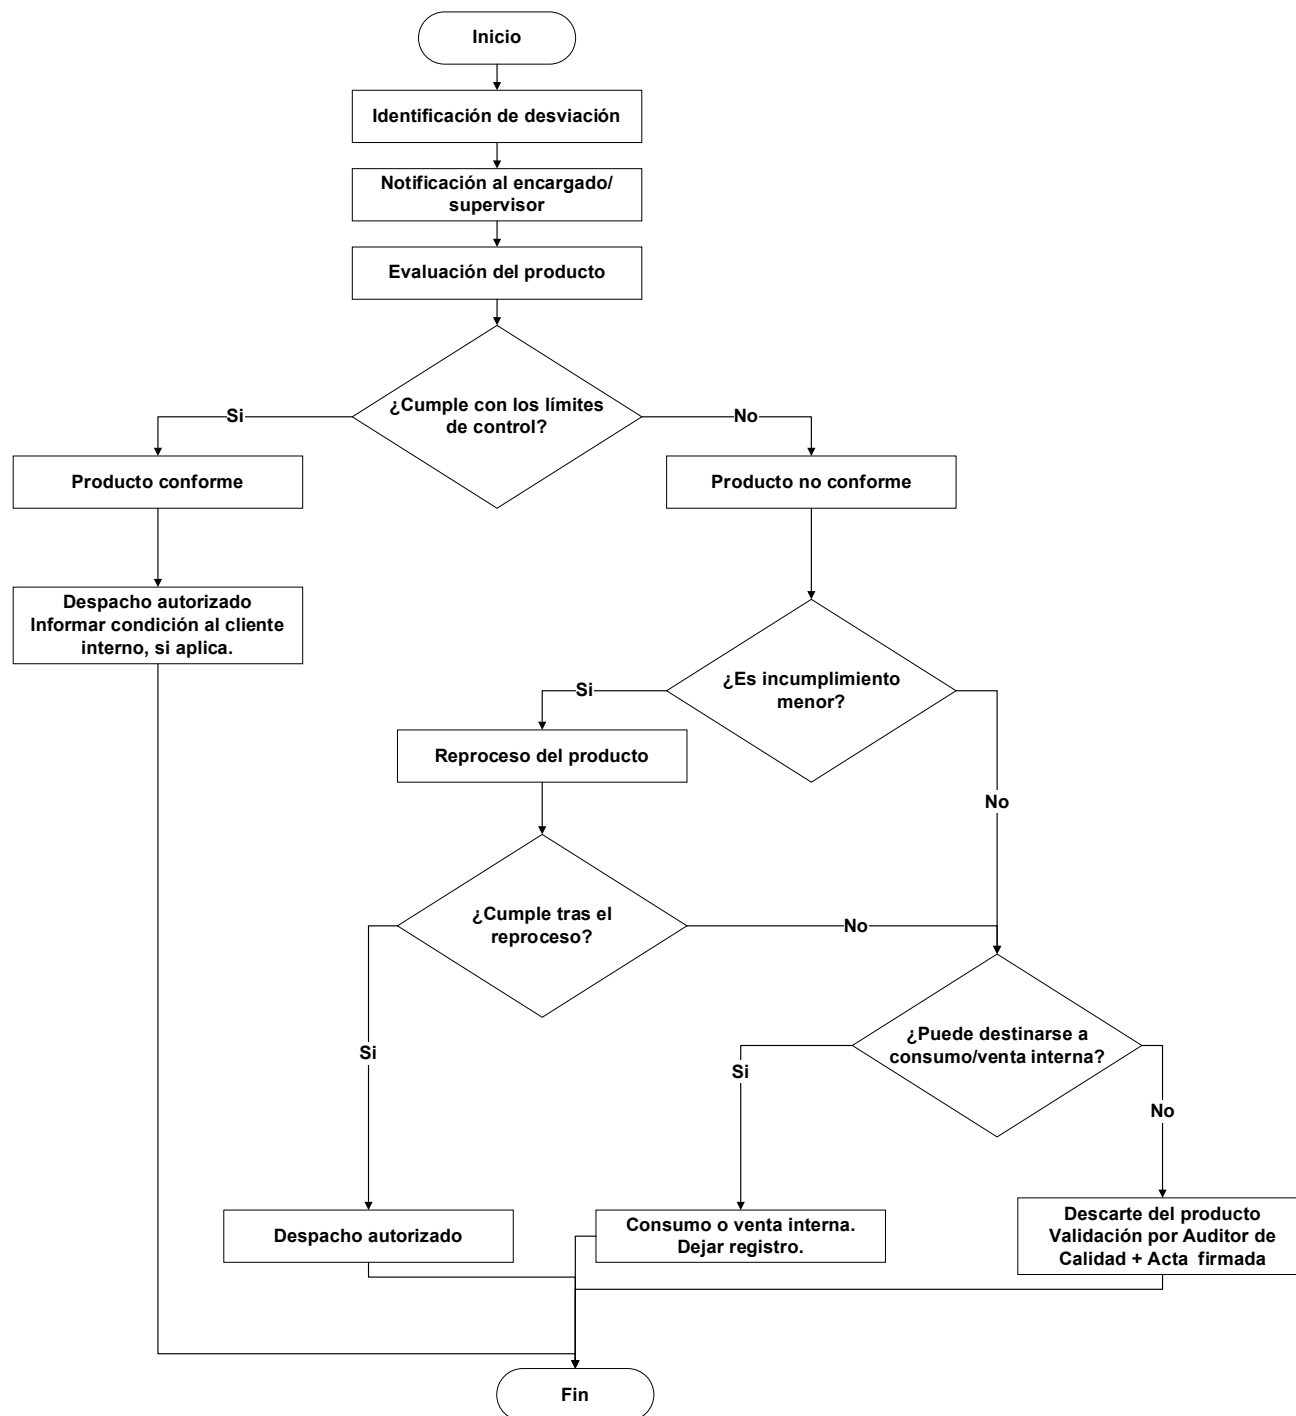 Inicio
Identificación de desviación
Notificación al encargado/
supervisor
Evaluación del producto
¿Cumple con los límites
de control?
Si
No
Producto conforme
Producto no conforme
Despacho autorizado
Informar condición al cliente
interno, si aplica.
¿Es incumplimiento
menor?
Si
Reproceso del producto
No
¿Cumple tras el
reproceso?
No
Si
¿Puede destinarse a
consumo/venta interna?
Si
No
Despacho autorizado
Consumo o venta interna.
Dejar registro.
Descarte del producto
Validación por Auditor de
Calidad + Acta  firmada
Fin